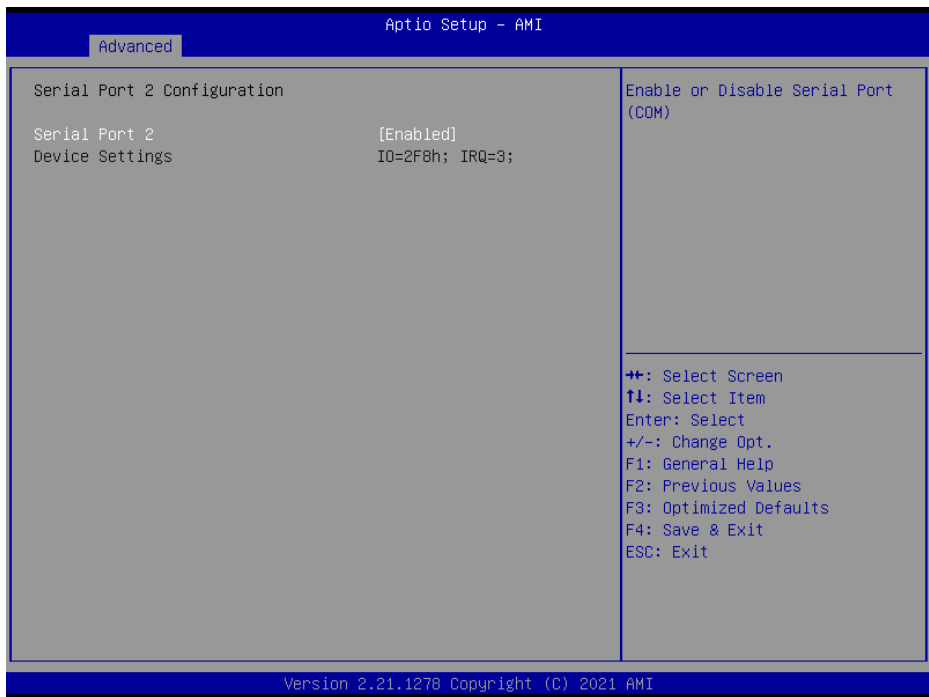 Aptio Setup – AMI
Advanced
Serial Port 2 Configuration
Serial Port 2 [Enabled]
Device Settings IO=2F8h; IRQ=3;
Enable or Disable Serial Port
(COM)
→←: Select Screen
↑↓: Select Item
Enter: Select
+/-: Change Opt.
F1: General Help
F2: Previous Values
F3: Optimized Defaults
F4: Save & Exit
ESC: Exit
Version 2.21.1278 Copyright (C) 2021 AMI